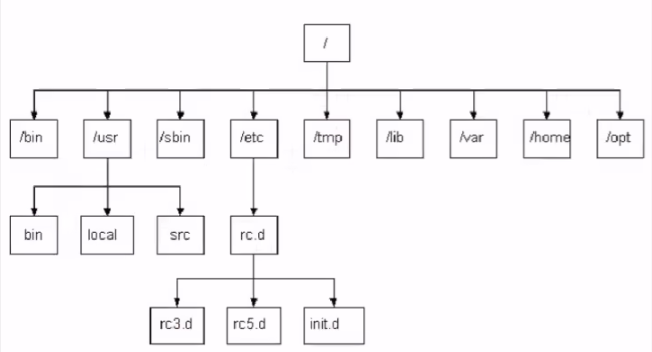 /
/bin
/usr
/sbin
/etc
/tmp
/lib
/var
/home
/opt
bin
local
src
rc.d
rc3.d
rc5.d
init.d